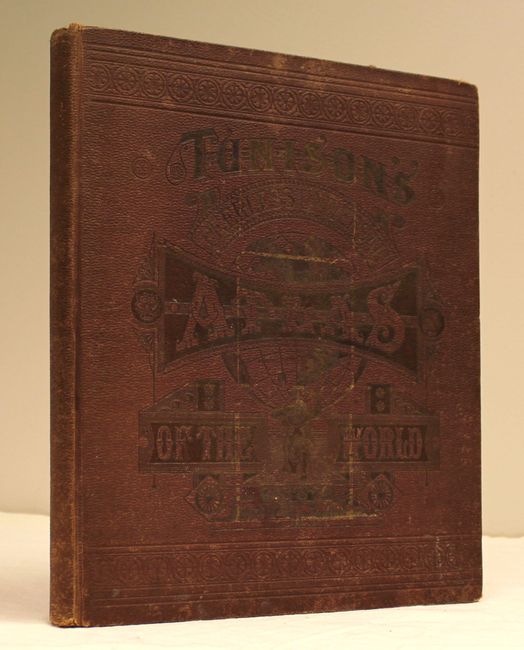 TUNISON'S
ATLAS
OF THE WORLD